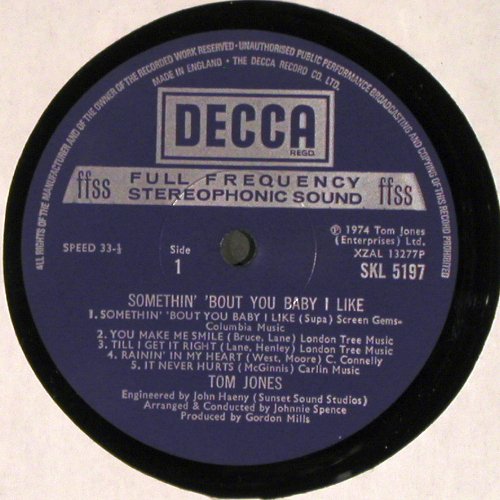 ALL RIGHTS OF THE MANUFACTURER AND OF THE OWNER OF THE RECORDED WORK RESERVED · UNAUTHORISED PUBLIC PERFORMANCE BROADCASTING AND COPYING OF THIS RECORD PROHIBITED
MADE IN ENGLAND · THE DECCA RECORD CO. LTD.
DECCA
REGD.
ffss FULL FREQUENCY ffss
STEREOPHONIC SOUND
SPEED 33-⅓
Side
1
℗ 1974 Tom Jones
(Enterprises) Ltd.
XZAL 13277P
SKL 5197
SOMETHIN' 'BOUT YOU BABY I LIKE
1. SOMETHIN' 'BOUT YOU BABY I LIKE (Supa) Screen Gems-
Columbia Music
2. YOU MAKE ME SMILE (Bruce, Lane) London Tree Music
3. TILL I GET IT RIGHT (Lane, Henley) London Tree Music
4. RAININ' IN MY HEART (West, Moore) C. Connelly
5. IT NEVER HURTS (McGinnis) Carlin Music
TOM JONES
Engineered by John Haeny (Sunset Sound Studios)
Arranged & Conducted by Johnnie Spence
Produced by Gordon Mills